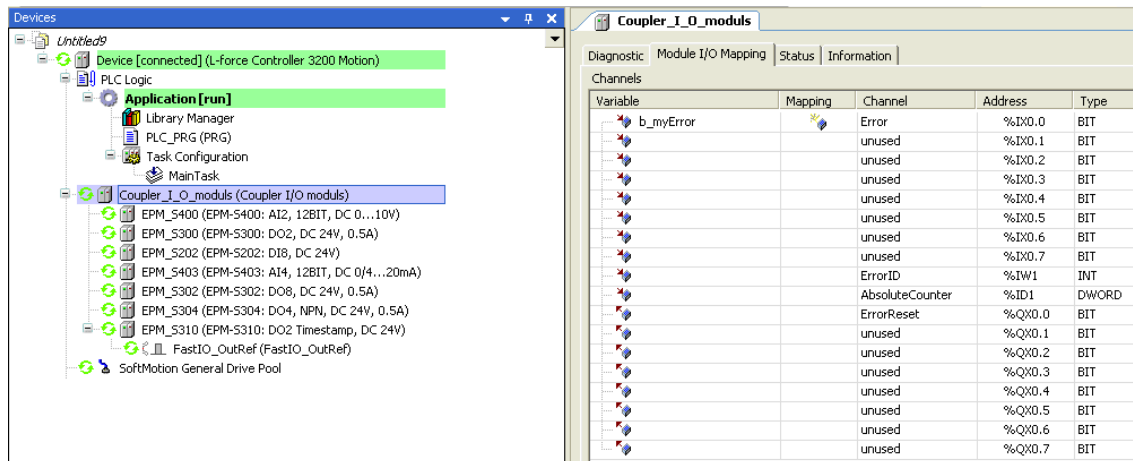 Devices
Untitled9
Device [connected] (L-force Controller 3200 Motion)
PLC Logic
Application [run]
Library Manager
PLC_PRG (PRG)
Task Configuration
MainTask
Coupler_I_O_moduls (Coupler I/O moduls)
EPM_S400 (EPM-S400: AI2, 12BIT, DC 0...10V)
EPM_S300 (EPM-S300: DO2, DC 24V, 0.5A)
EPM_S202 (EPM-S202: DI8, DC 24V)
EPM_S403 (EPM-S403: AI4, 12BIT, DC 0/4...20mA)
EPM_S302 (EPM-S302: DO8, DC 24V, 0.5A)
EPM_S304 (EPM-S304: DO4, NPN, DC 24V, 0.5A)
EPM_S310 (EPM-S310: DO2 Timestamp, DC 24V)
FastIO_OutRef (FastIO_OutRef)
SoftMotion General Drive Pool
Coupler_I_O_moduls
Diagnostic Module I/O Mapping Status Information
Channels
Variable Mapping Channel Address Type
b_myError Error %IX0.0 BIT
unused %IX0.1 BIT
unused %IX0.2 BIT
unused %IX0.3 BIT
unused %IX0.4 BIT
unused %IX0.5 BIT
unused %IX0.6 BIT
unused %IX0.7 BIT
ErrorID %IW1 INT
AbsoluteCounter %ID1 DWORD
ErrorReset %QX0.0 BIT
unused %QX0.1 BIT
unused %QX0.2 BIT
unused %QX0.3 BIT
unused %QX0.4 BIT
unused %QX0.5 BIT
unused %QX0.6 BIT
unused %QX0.7 BIT